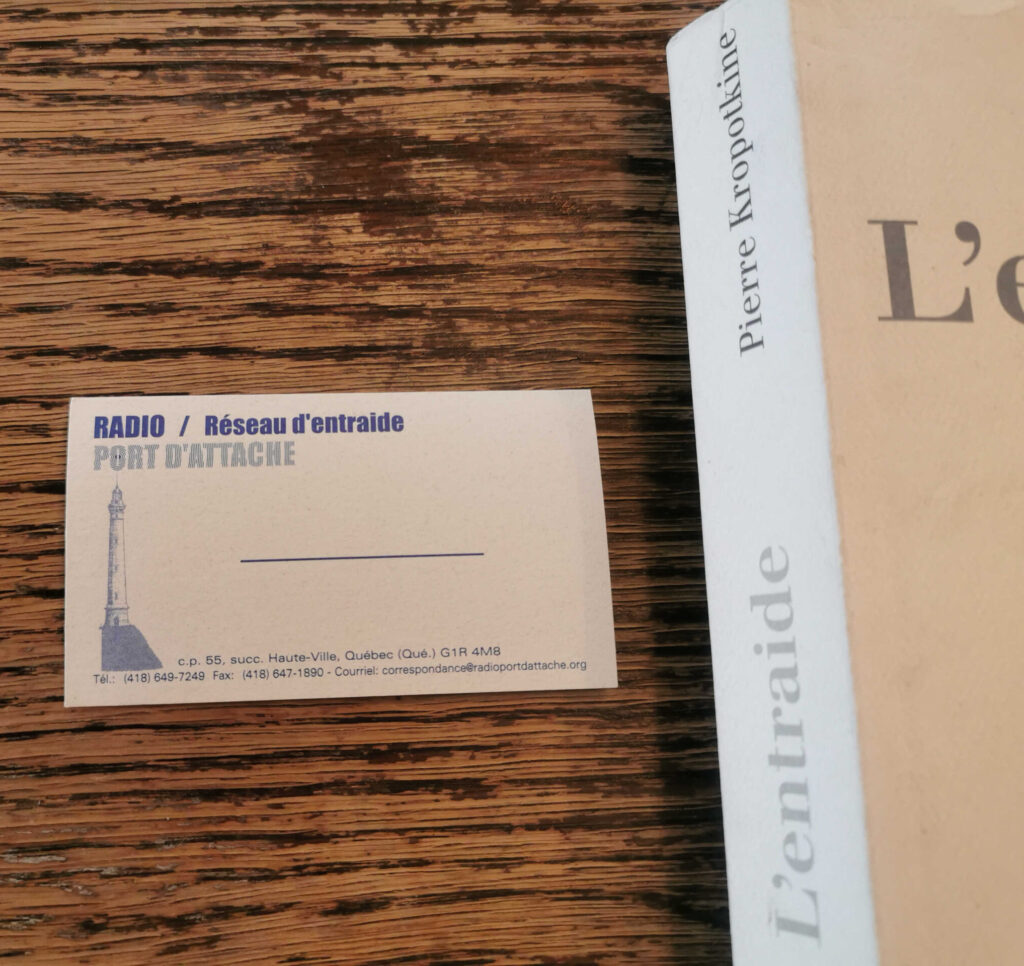 RADIO / Réseau d'entraide
PORT D'ATTACHE
c.p. 55, succ. Haute-Ville, Québec (Qué.) G1R 4M8
Tél.: (418) 649-7249 Fax: (418) 647-1890 - Courriel: correspondance@radioportdattache.org
Pierre Kropotkine
L'entraide
L'e